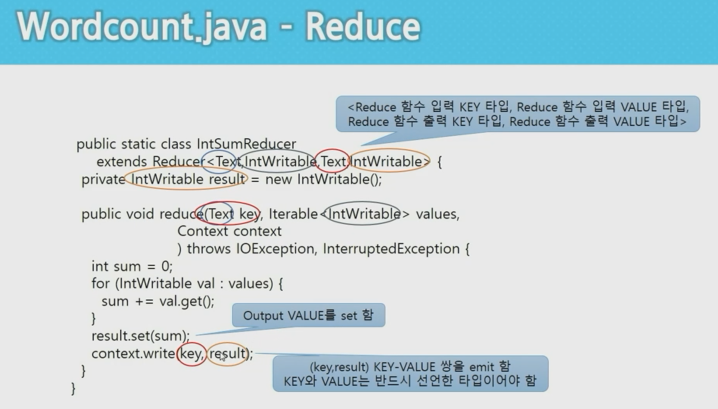 Wordcount.java - Reduce
<Reduce 함수 입력 KEY 타입, Reduce 함수 입력 VALUE 타입,
Reduce 함수 출력 KEY 타입, Reduce 함수 출력 VALUE 타입>
public static class IntSumReducer
extends Reducer<Text,IntWritable,Text,IntWritable> {
private IntWritable result = new IntWritable();
public void reduce(Text key, Iterable<IntWritable> values,
Context context
) throws IOException, InterruptedException {
int sum = 0;
for (IntWritable val : values) {
sum += val.get();
}
Output VALUE를 set 함
result.set(sum);
context.write(key, result);
(key,result) KEY-VALUE 쌍을 emit 함
KEY와 VALUE는 반드시 선언한 타입이어야 함
}
}